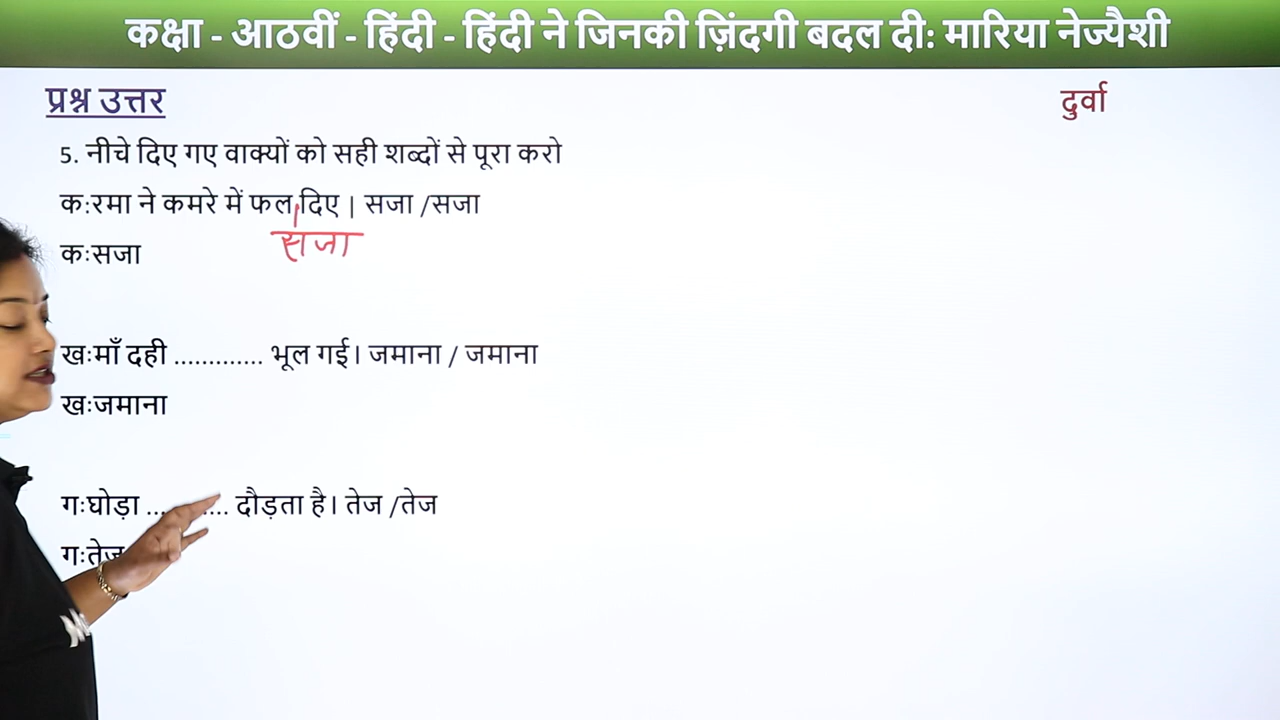 कक्षा - आठवीं - हिंदी - हिंदी ने जिनकी ज़िंदगी बदल दी: मारिया नेज्यैशी
प्रश्न उत्तर
दुर्वा
5. नीचे दिए गए वाक्यों को सही शब्दों से पूरा करो
क:रमा ने कमरे में फल दिए | सजा /सजा
सजा
कःसजा
खःमाँ दही ............. भूल गई। जमाना / जमाना
खःजमाना
गःघोड़ा ........... दौड़ता है। तेज /तेज
गःतेज